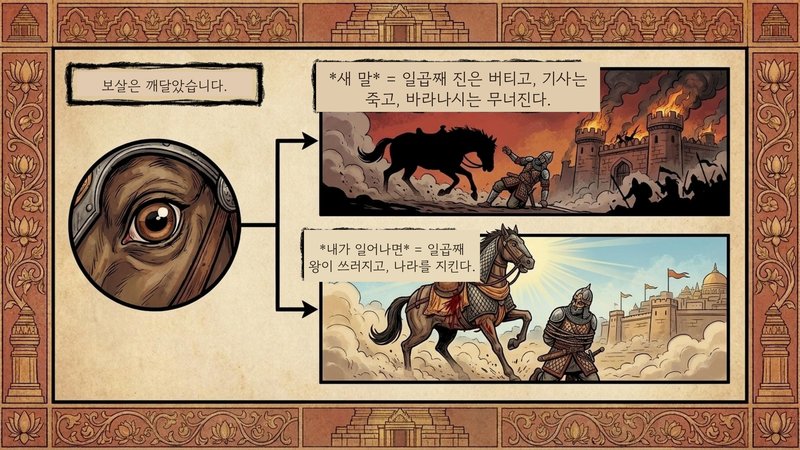 보살은 깨달았습니다.
*새 말* = 일곱째 진은 버티고, 기사는
죽고, 바라나시는 무너진다.
*내가 일어나면* = 일곱째
왕이 쓰러지고, 나라를 지킨다.